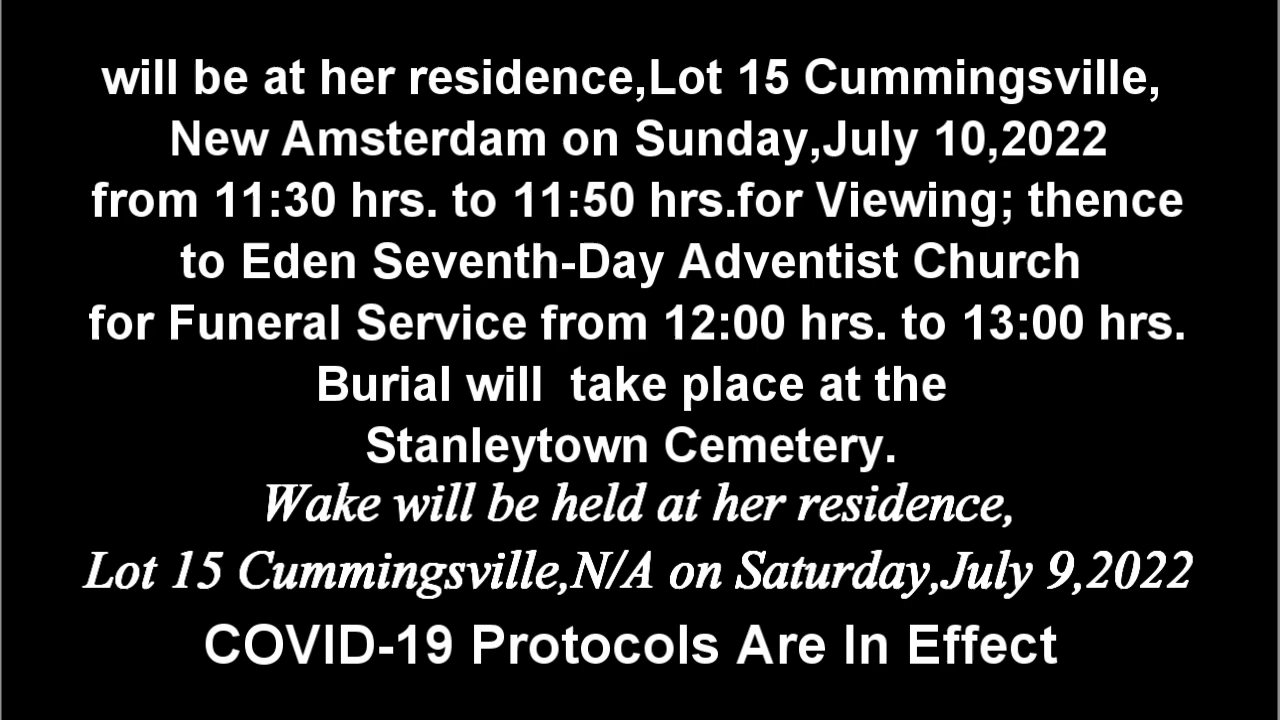 will be at her residence,Lot 15 Cummingsville,
New Amsterdam on Sunday,July 10,2022
from 11:30 hrs. to 11:50 hrs.for Viewing; thence
to Eden Seventh-Day Adventist Church
for Funeral Service from 12:00 hrs. to 13:00 hrs.
Burial will  take place at the
Stanleytown Cemetery.
Wake will be held at her residence,
Lot 15 Cummingsville,N/A on Saturday,July 9,2022
COVID-19 Protocols Are In Effect